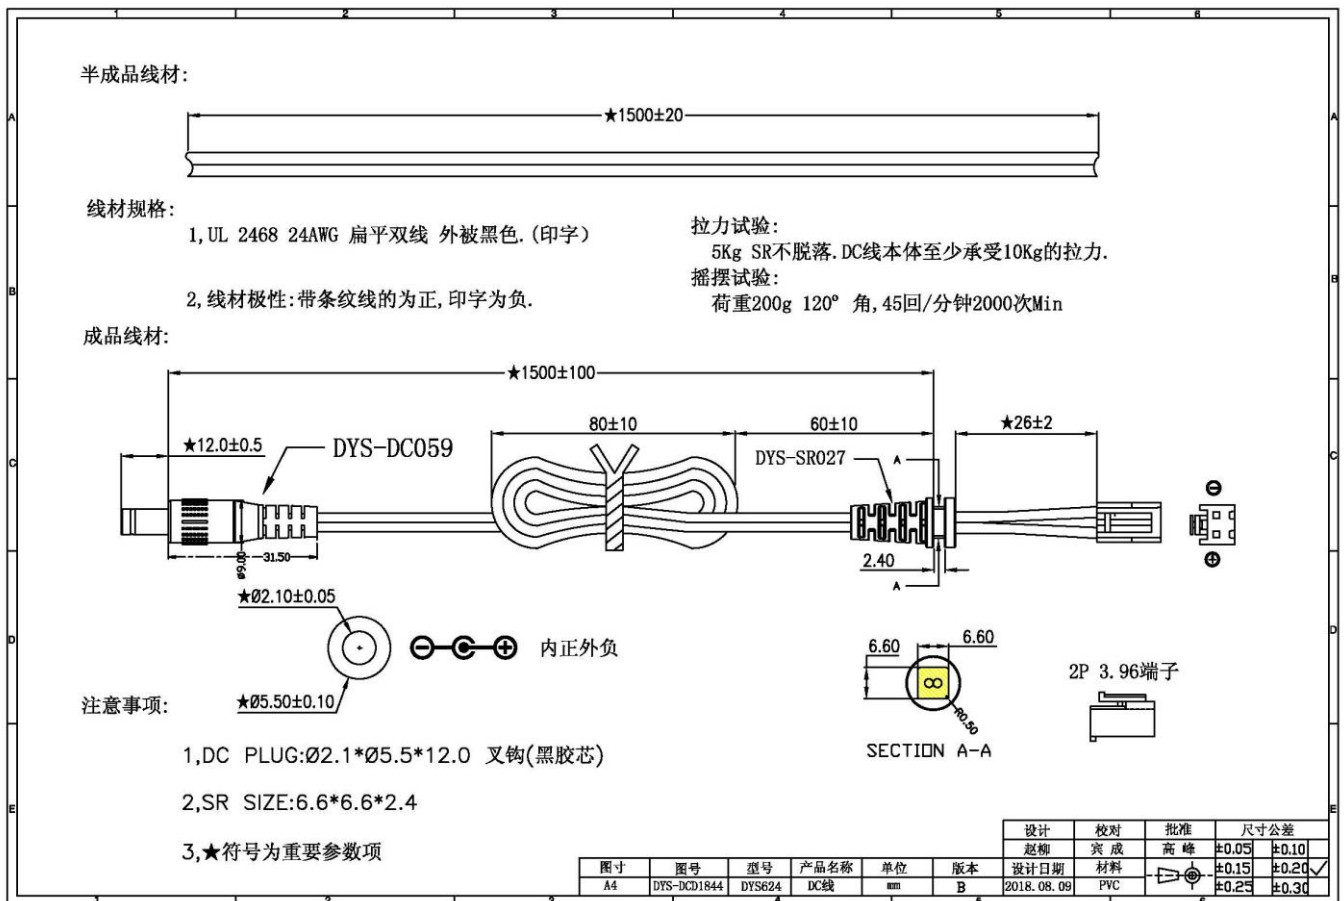 1 2 3 4 5 6
A A
半成品线材:
★1500±20
线材规格:
1,UL 2468 24AWG 扁平双线 外被黑色.(印字)
2,线材极性:带条纹线的为正,印字为负.
拉力试验:
5Kg SR不脱落.DC线本体至少承受10Kg的拉力.
摇摆试验:
荷重200g 120° 角,45回/分钟2000次Min
B B
成品线材:
★1500±100
★12.0±0.5
DYS-DC059
80±10
60±10
★26±2
DYS-SR027
A
C C
Ø9.00
31.50
2.40
A
★Ø2.10±0.05
内正外负
★Ø5.50±0.10
6.60
6.60
R0.50
SECTION A-A
2P 3.96端子
D D
注意事项:
1,DC PLUG:Ø2.1*Ø5.5*12.0 叉钩(黑胶芯)
2,SR SIZE:6.6*6.6*2.4
3,★符号为重要参数项
E E
设计 校对 批准 尺寸公差
赵柳 宾成 高峰 ±0.05 ±0.10
图寸 图号 型号 产品名称 单位 版本 设计日期 材料 ±0.15 ±0.20
A4 DYS-DCD1844 DYS624 DC线 mm B 2018.08.09 PVC ±0.25 ±0.30